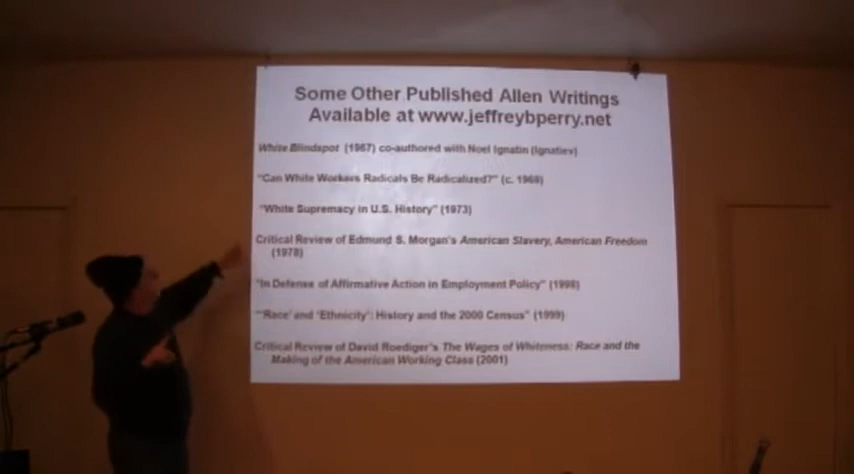 Some Other Published Allen Writings
Available at www.jeffreybperry.net
White Blindspot (1967) co-authored with Noel Ignatin (Ignatiev)
"Can White Workers Radicals Be Radicalized?" (c. 1969)
"White Supremacy in U.S. History" (1973)
Critical Review of Edmund S. Morgan's American Slavery, American Freedom
(1978)
"In Defense of Affirmative Action in Employment Policy" (1998)
"'Race' and 'Ethnicity': History and the 2000 Census" (1999)
Critical Review of David Roediger's The Wages of Whiteness: Race and the
Making of the American Working Class (2001)